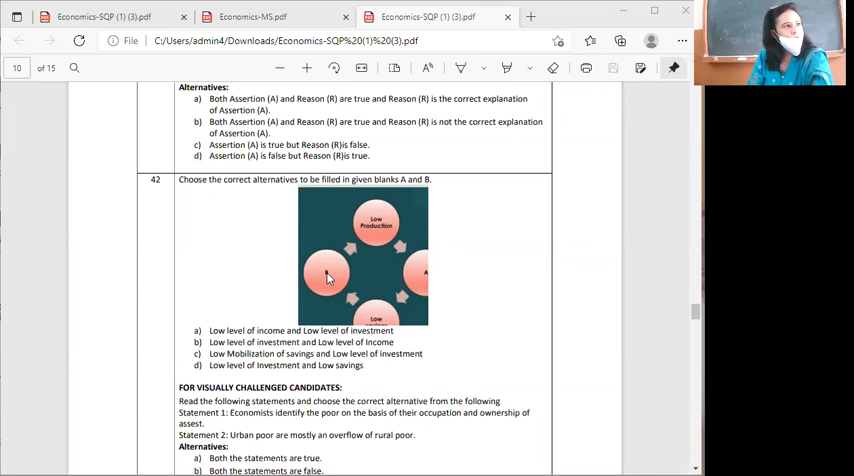 Economics-SQP (1) (3).pdf
Economics-MS.pdf
Economics-SQP (1) (3).pdf
File
C:/Users/admin4/Downloads/Economics-SQP%20(1)%20(3).pdf
10 of 15
Alternatives:
a) Both Assertion (A) and Reason (R) are true and Reason (R) is the correct explanation
of Assertion (A).
b) Both Assertion (A) and Reason (R) are true and Reason (R) is not the correct explanation
of Assertion (A).
c) Assertion (A) is true but Reason (R)is false.
d) Assertion (A) is false but Reason (R)is true.
42 Choose the correct alternatives to be filled in given blanks A and B.
Low
Production
B
A
Low
a) Low level of income and Low level of investment
b) Low level of investment and Low level of Income
c) Low Mobilization of savings and Low level of investment
d) Low level of Investment and Low savings
FOR VISUALLY CHALLENGED CANDIDATES:
Read the following statements and choose the correct alternative from the following
Statement 1: Economists identify the poor on the basis of their occupation and ownership of
assest.
Statement 2: Urban poor are mostly an overflow of rural poor.
Alternatives:
a) Both the statements are true.
b) Both the statements are false.